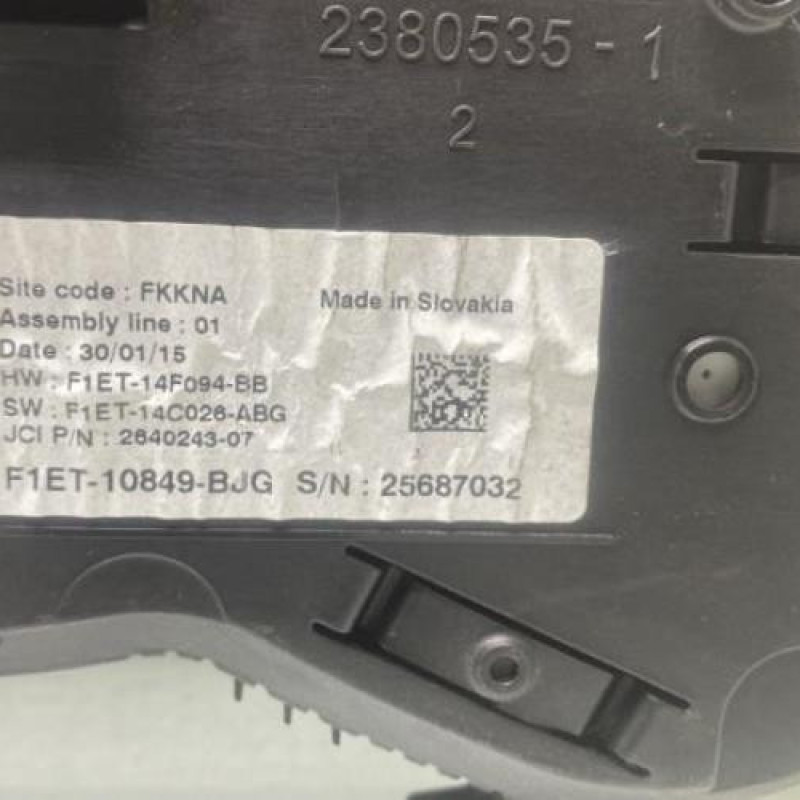 2380535-1
2
Site code : FKKNA
Made in Slovakia
Assembly line : 01
Date : 30/01/15
HW : F1ET-14F094-BB
SW : F1ET-14C026-ABG
JCI P/N : 2640243-07
F1ET-10849-BJG S/N : 25687032